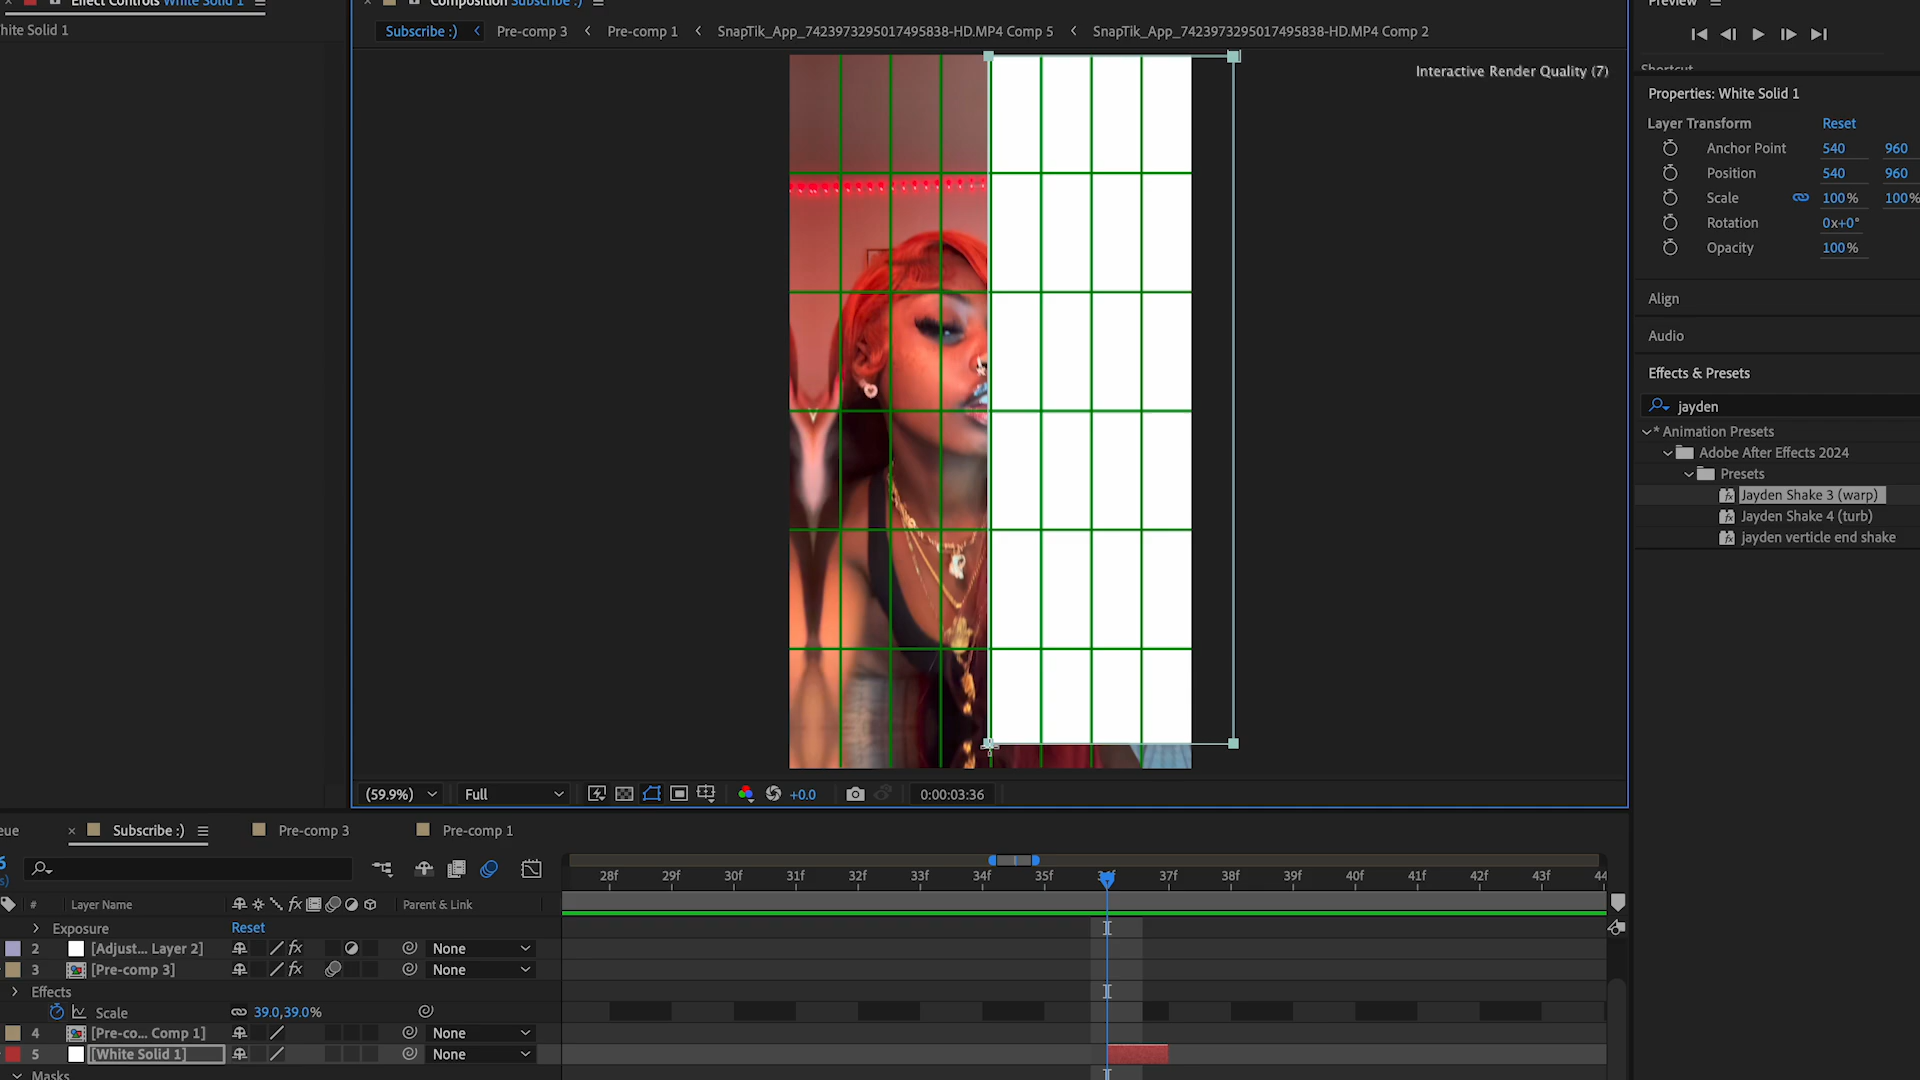 Effect Controls White Solid 1
hite Solid 1
Composition Subscribe :)
Subscribe :)
Pre-comp 3
Pre-comp 1
SnapTik_App_7423973295017495838-HD.MP4 Comp 5
SnapTik_App_7423973295017495838-HD.MP4 Comp 2
Interactive Render Quality (7)
Preview
Shortcut
Properties: White Solid 1
Layer Transform Reset
Anchor Point 540 960
Position 540 960
Scale 100% 100%
Rotation 0x+0°
Opacity 100%
Align
Audio
Effects & Presets
jayden
* Animation Presets
Adobe After Effects 2024
Presets
Jayden Shake 3 (warp)
Jayden Shake 4 (turb)
jayden verticle end shake
(59.9%) Full +0.0 0:00:03:36
eue × Subscribe :) Pre-comp 3 Pre-comp 1
28f 29f 30f 31f 32f 33f 34f 35f 37f 38f 39f 40f 41f 42f 43f 44
# Layer Name fx Parent & Link
Exposure Reset
2 [Adjust... Layer 2] fx None
3 [Pre-comp 3] fx None
Effects
Scale 39.0,39.0%
4 [Pre-co... Comp 1] None
5 [White Solid 1] None
Masks